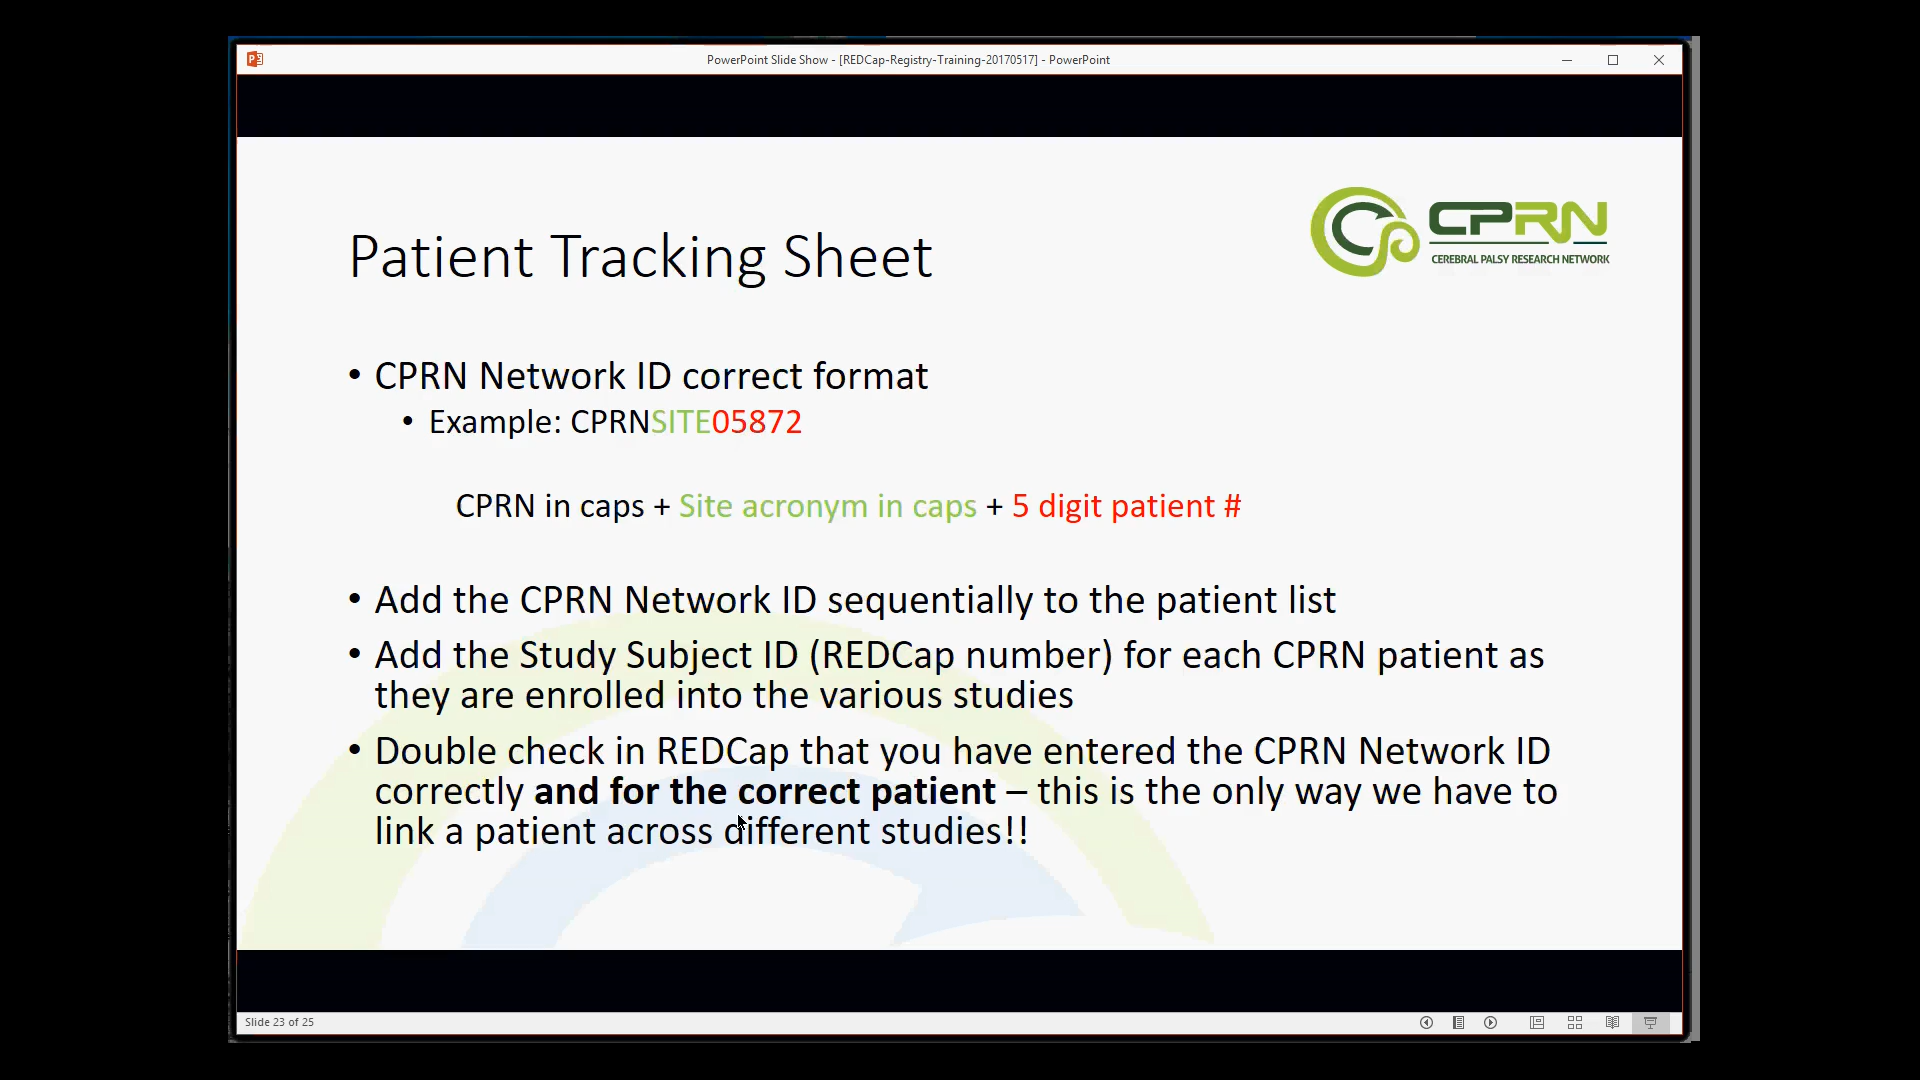 PowerPoint Slide Show - [REDCap-Registry-Training-20170517] - PowerPoint
CPRN
CEREBRAL PALSY RESEARCH NETWORK
Patient Tracking Sheet
• CPRN Network ID correct format
• Example: CPRNSITE05872
CPRN in caps + Site acronym in caps + 5 digit patient #
• Add the CPRN Network ID sequentially to the patient list
• Add the Study Subject ID (REDCap number) for each CPRN patient as
they are enrolled into the various studies
• Double check in REDCap that you have entered the CPRN Network ID
correctly and for the correct patient – this is the only way we have to
link a patient across different studies!!
Slide 23 of 25